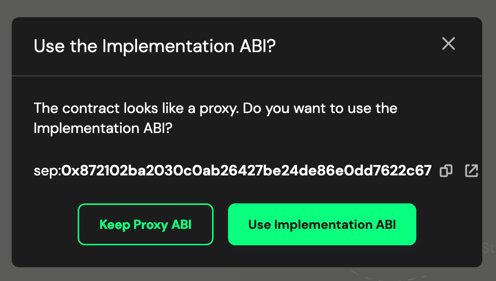 Use the Implementation ABI?
The contract looks like a proxy. Do you want to use the
Implementation ABI?
sep:0x872102ba2030c0ab26427be24de86e0dd7622c67
Keep Proxy ABI
Use Implementation ABI
St